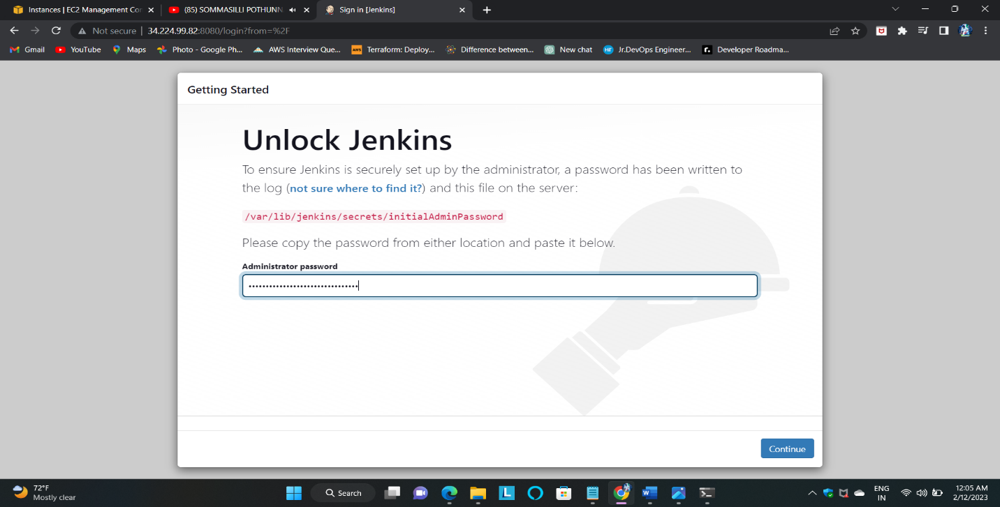 Instances | EC2 Management Cor
(85) SOMMASILLI POTHUNN
Sign in [Jenkins]
Not secure | 34.224.99.82:8080/login?from=%2F
Gmail
YouTube
Maps
Photo - Google Ph...
AWS Interview Que...
aws
Terraform: Deploy...
Difference between...
New chat
HF
Jr.DevOps Engineer...
r.
Developer Roadma...
Getting Started
Unlock Jenkins
To ensure Jenkins is securely set up by the administrator, a password has been written to
the log (not sure where to find it?) and this file on the server:
/var/lib/jenkins/secrets/initialAdminPassword
Please copy the password from either location and paste it below.
Administrator password
Continue
72°F
Mostly clear
Search
L
W
ENG
IN
12:05 AM
2/12/2023